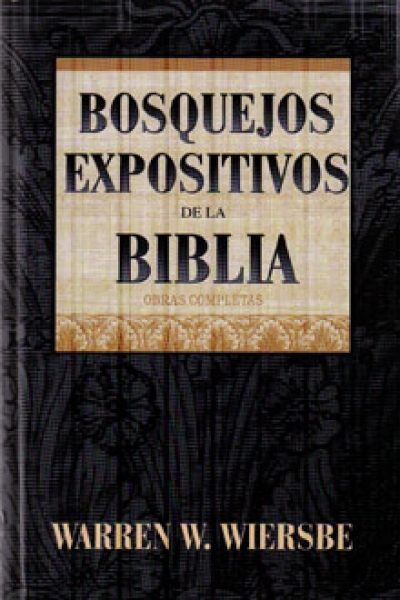 BOSQUEJOS
EXPOSITIVOS
DE LA
BIBLIA
OBRAS COMPLETAS
WARREN W. WIERSBE